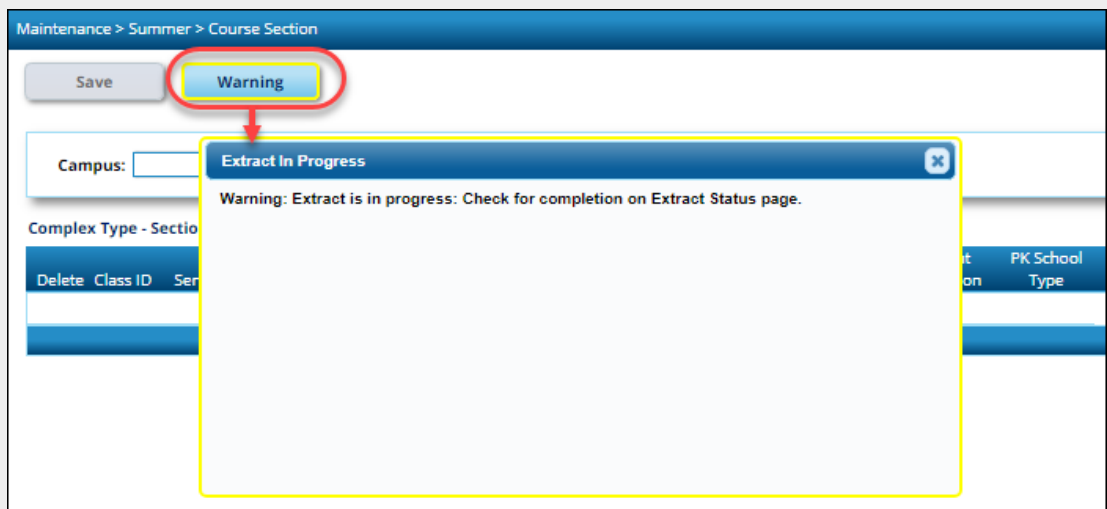 Maintenance > Summer > Course Section
Save
Warning
Campus:
Extract In Progress
Warning: Extract is in progress: Check for completion on Extract Status page.
Complex Type - Sectio
PK School
Delete Class ID Ser
on Type